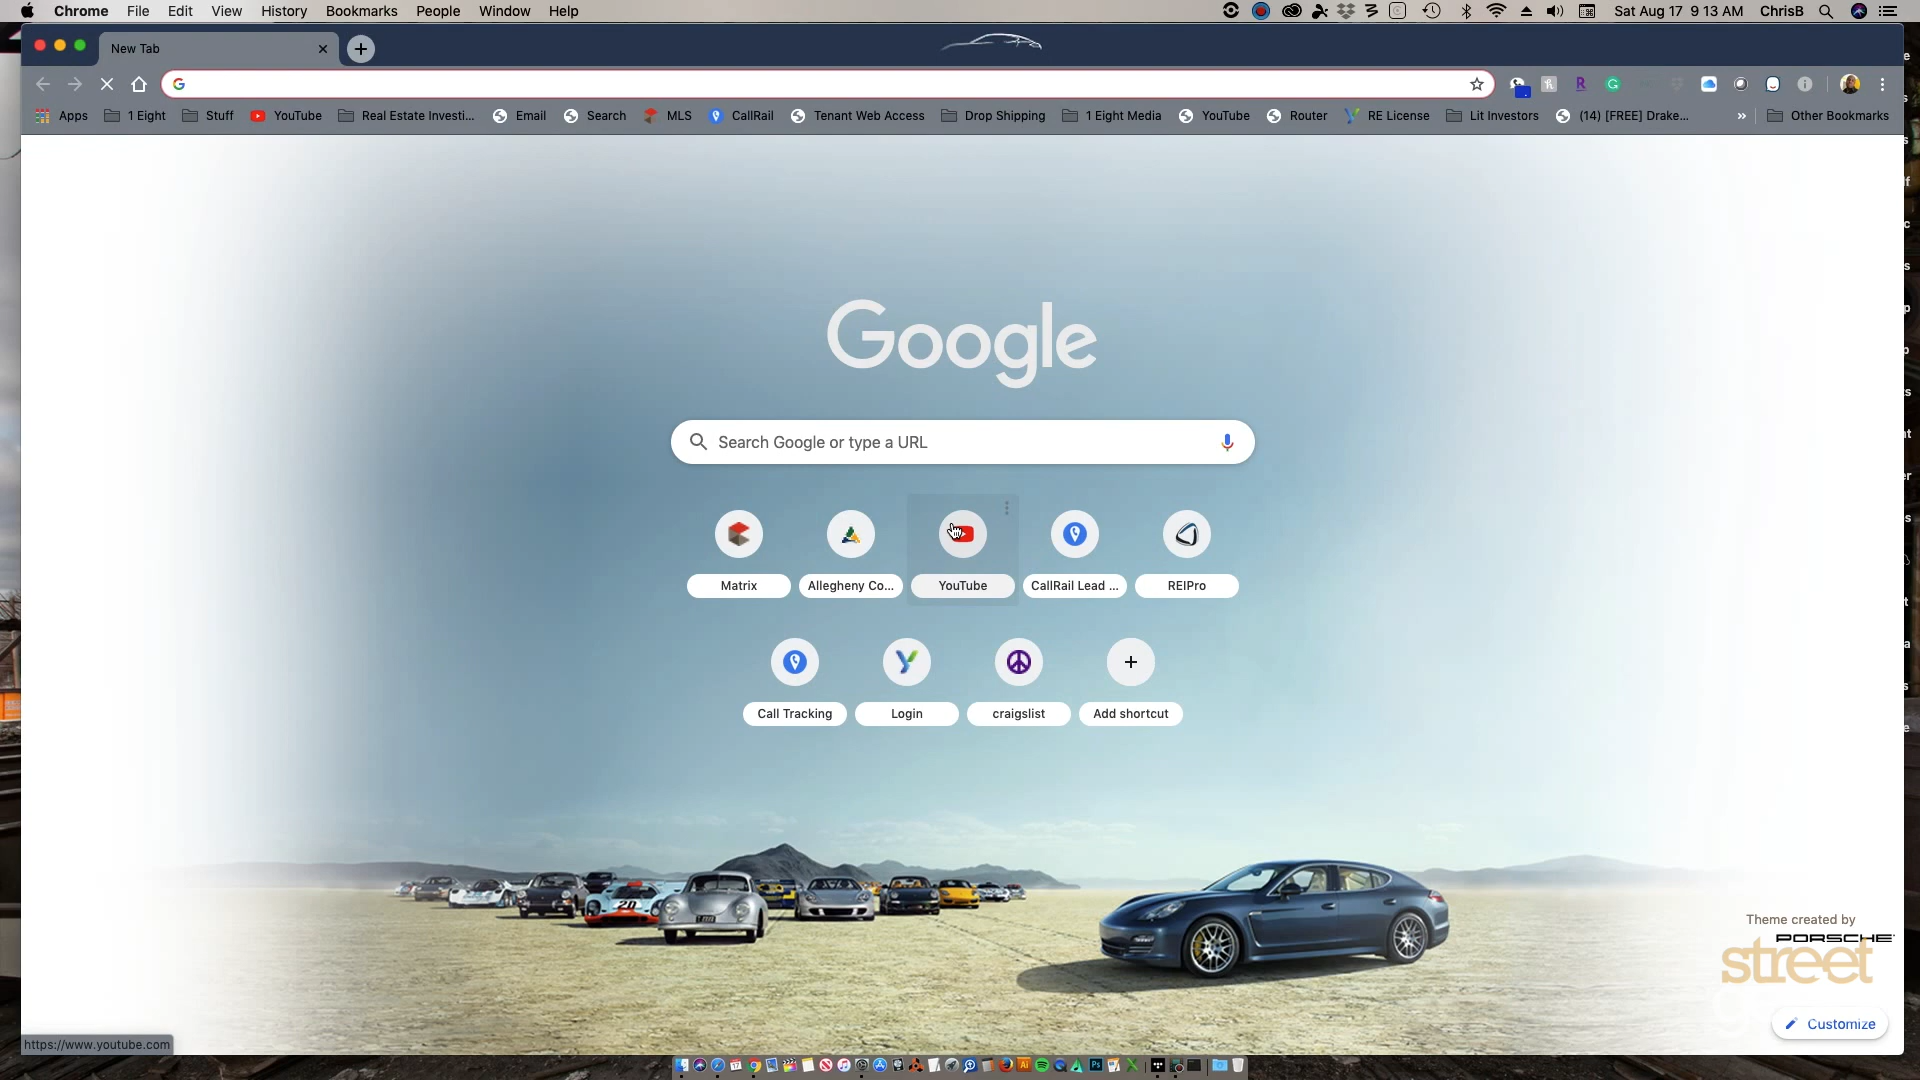 Chrome File Edit View History Bookmarks People Window Help Sat Aug 17 9 13 AM ChrisB
New Tab
Apps 1 Eight Stuff YouTube Real Estate Investi... Email Search MLS CallRail Tenant Web Access Drop Shipping 1 Eight Media YouTube Router RE License Lit Investors (14) [FREE] Drake... » Other Bookmarks
Google
Search Google or type a URL
Matrix Allegheny Co... YouTube CallRail Lead ... REIPro
Call Tracking Login craigslist Add shortcut
20
Theme created by
PORSCHE
street
Customize
https://www.youtube.com